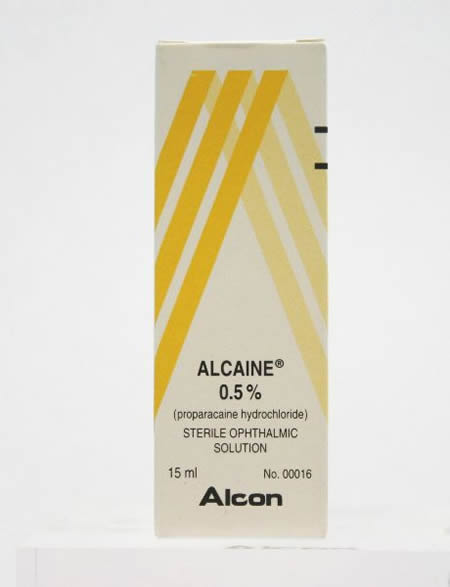 ALCAINE®
0.5%
(proparacaine hydrochloride)
STERILE OPHTHALMIC
SOLUTION
15 ml No. 00016
Alcon